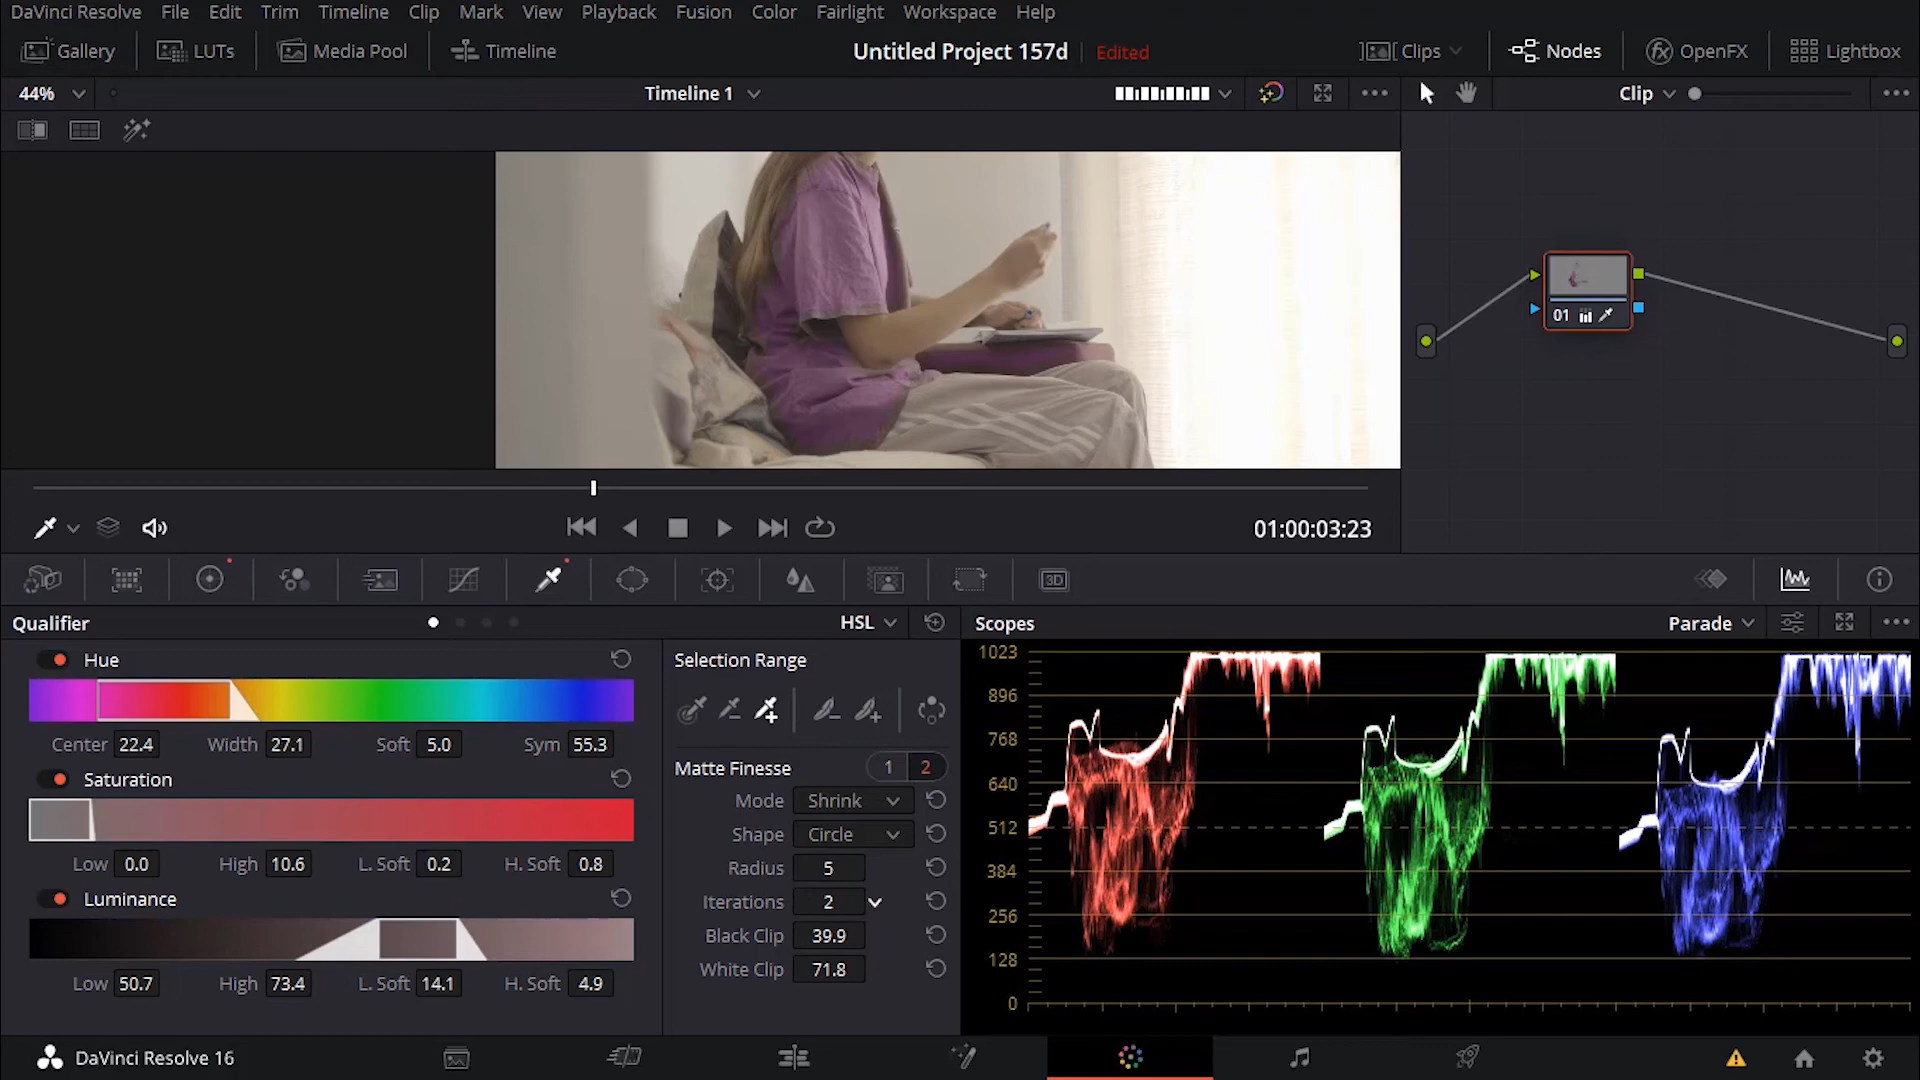 DaVinci Resolve File Edit Trim Timeline Clip Mark View Playback Fusion Color Fairlight Workspace Help
Gallery LUTs Media Pool Timeline Untitled Project 157d Edited Clips Nodes OpenFX Lightbox
44% Timeline 1 Clip
01
01:00:03:23
3D
Qualifier HSL Scopes Parade
Hue
Center 22.4 Width 27.1 Soft 5.0 Sym 55.3
Saturation
Low 0.0 High 10.6 L. Soft 0.2 H. Soft 0.8
Luminance
Low 50.7 High 73.4 L. Soft 14.1 H. Soft 4.9
Selection Range
Matte Finesse 1 2
Mode Shrink
Shape Circle
Radius 5
Iterations 2
Black Clip 39.9
White Clip 71.8
1023
896
768
640
512
384
256
128
0
DaVinci Resolve 16